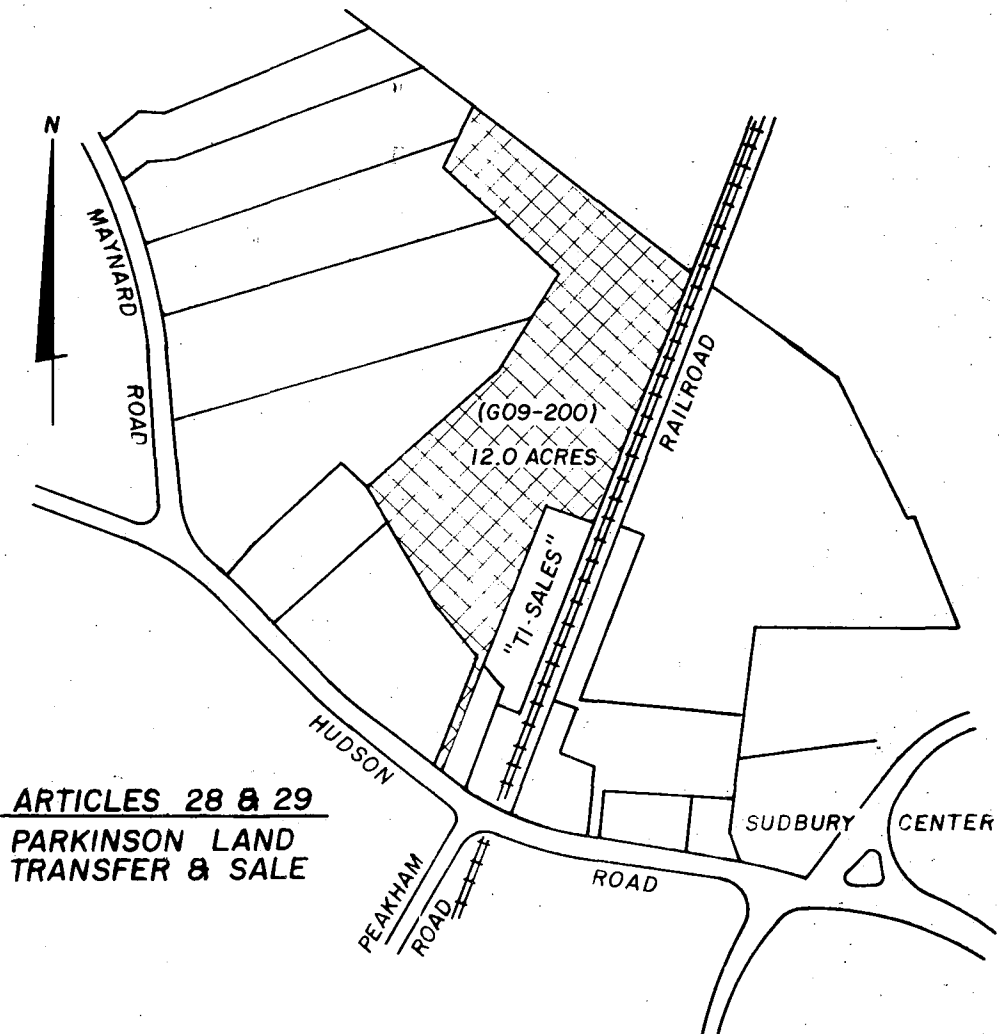 N
MAYNARD
ROAD
(G09-200)
12.0 ACRES
RAILROAD
"TI-SALES"
HUDSON
ROAD
PEAKHAM
ROAD
SUDBURY CENTER
ARTICLES 28 & 29
PARKINSON LAND
TRANSFER & SALE